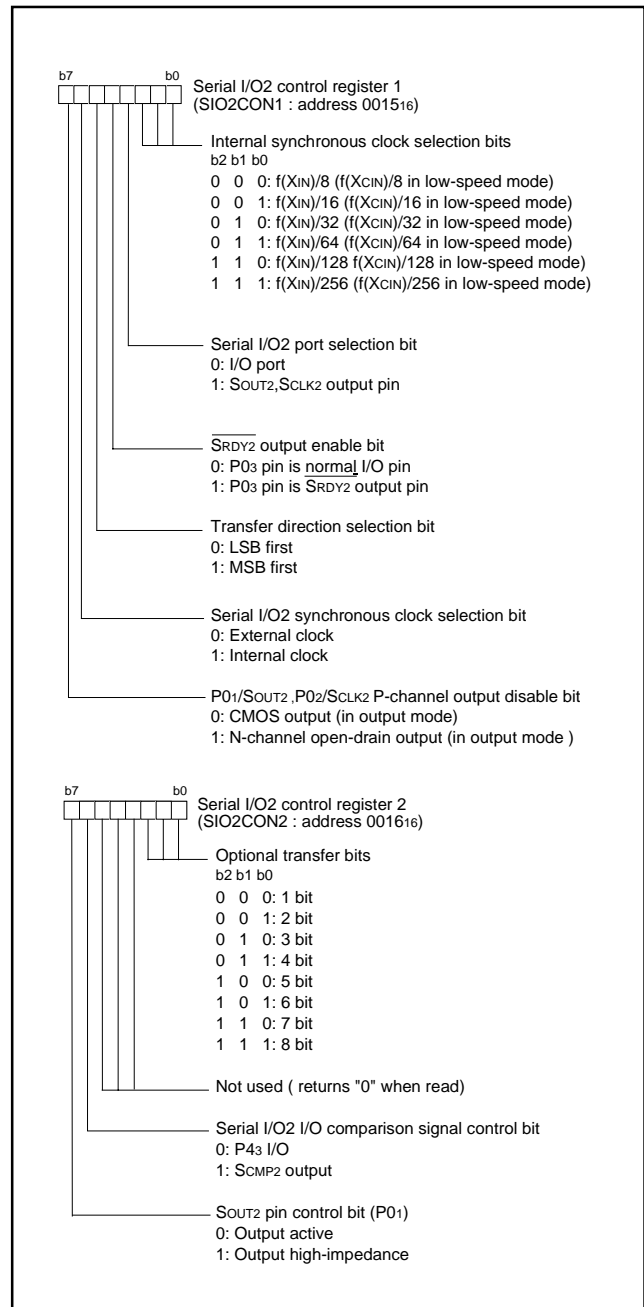 b7 b0
Serial I/O2 control register 1
(SIO2CON1 : address 001516)
Internal synchronous clock selection bits
b2 b1 b0
0 0 0: f(XIN)/8 (f(XCIN)/8 in low-speed mode)
0 0 1: f(XIN)/16 (f(XCIN)/16 in low-speed mode)
0 1 0: f(XIN)/32 (f(XCIN)/32 in low-speed mode)
0 1 1: f(XIN)/64 (f(XCIN)/64 in low-speed mode)
1 1 0: f(XIN)/128 f(XCIN)/128 in low-speed mode)
1 1 1: f(XIN)/256 (f(XCIN)/256 in low-speed mode)
Serial I/O2 port selection bit
0: I/O port
1: SOUT2,SCLK2 output pin
SRDY2 output enable bit
0: P03 pin is normal I/O pin
1: P03 pin is SRDY2 output pin
Transfer direction selection bit
0: LSB first
1: MSB first
Serial I/O2 synchronous clock selection bit
0: External clock
1: Internal clock
P01/SOUT2 ,P02/SCLK2 P-channel output disable bit
0: CMOS output (in output mode)
1: N-channel open-drain output (in output mode )
b7 b0
Serial I/O2 control register 2
(SIO2CON2 : address 001616)
Optional transfer bits
b2 b1 b0
0 0 0: 1 bit
0 0 1: 2 bit
0 1 0: 3 bit
0 1 1: 4 bit
1 0 0: 5 bit
1 0 1: 6 bit
1 1 0: 7 bit
1 1 1: 8 bit
Not used ( returns "0" when read)
Serial I/O2 I/O comparison signal control bit
0: P43 I/O
1: SCMP2 output
SOUT2 pin control bit (P01)
0: Output active
1: Output high-impedance